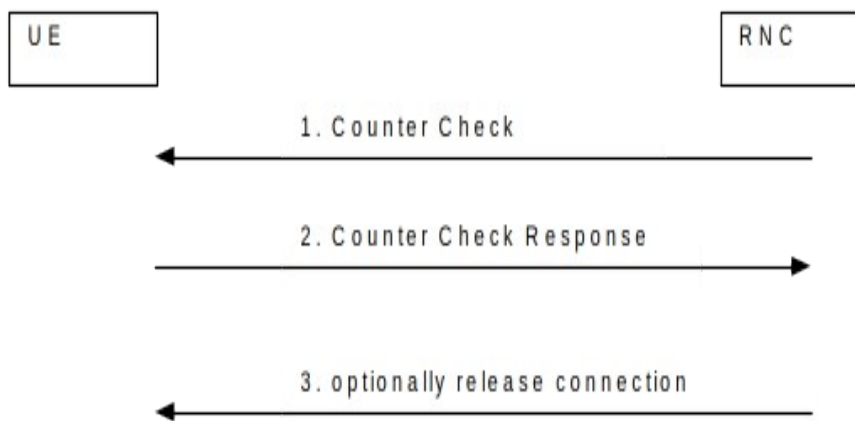 UE
RNC
1. Counter Check
2. Counter Check Response
3. optionally release connection